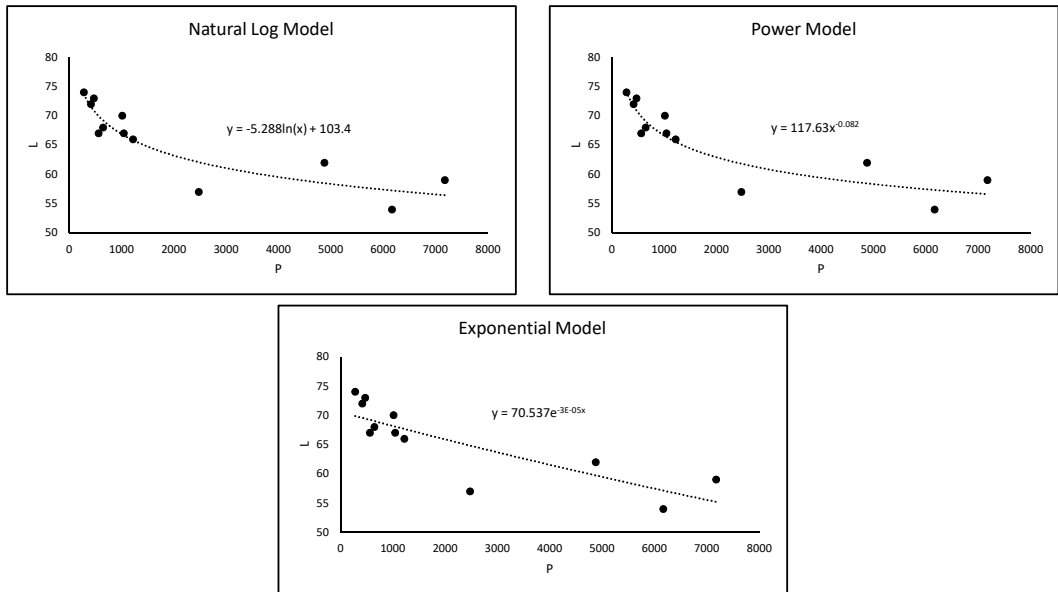 Natural Log Model
80
75
70
65
60
55
50
L
y = -5.288ln(x) + 103.4
0 1000 2000 3000 4000 5000 6000 7000 8000
P
Power Model
80
75
70
65
60
55
50
L
y = 117.63x^-0.082
0 1000 2000 3000 4000 5000 6000 7000 8000
P
Exponential Model
80
75
70
65
60
55
50
L
y = 70.537e^-3E-05x
0 1000 2000 3000 4000 5000 6000 7000 8000
P